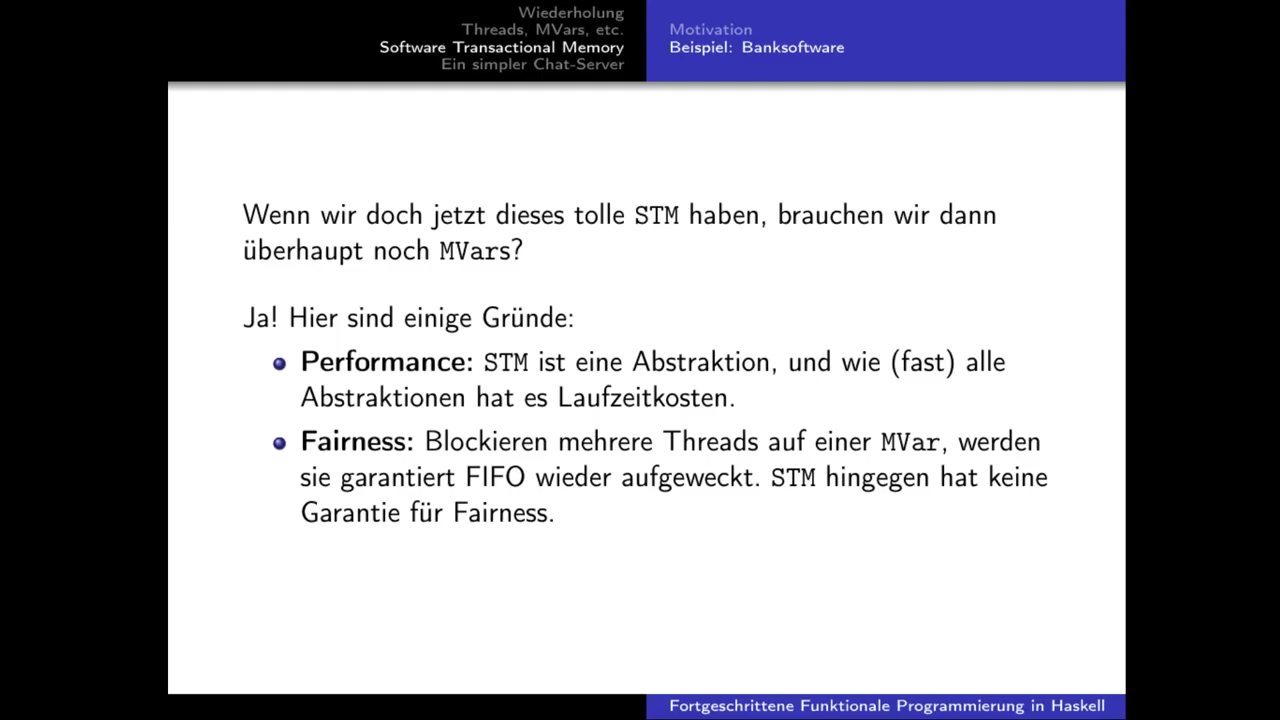 Wiederholung
Threads, MVars, etc.
Software Transactional Memory
Ein simpler Chat-Server
Motivation
Beispiel: Banksoftware
Wenn wir doch jetzt dieses tolle STM haben, brauchen wir dann
überhaupt noch MVars?
Ja! Hier sind einige Gründe:
Performance: STM ist eine Abstraktion, und wie (fast) alle
Abstraktionen hat es Laufzeitkosten.
Fairness: Blockieren mehrere Threads auf einer MVar, werden
sie garantiert FIFO wieder aufgeweckt. STM hingegen hat keine
Garantie für Fairness.
Fortgeschrittene Funktionale Programmierung in Haskell